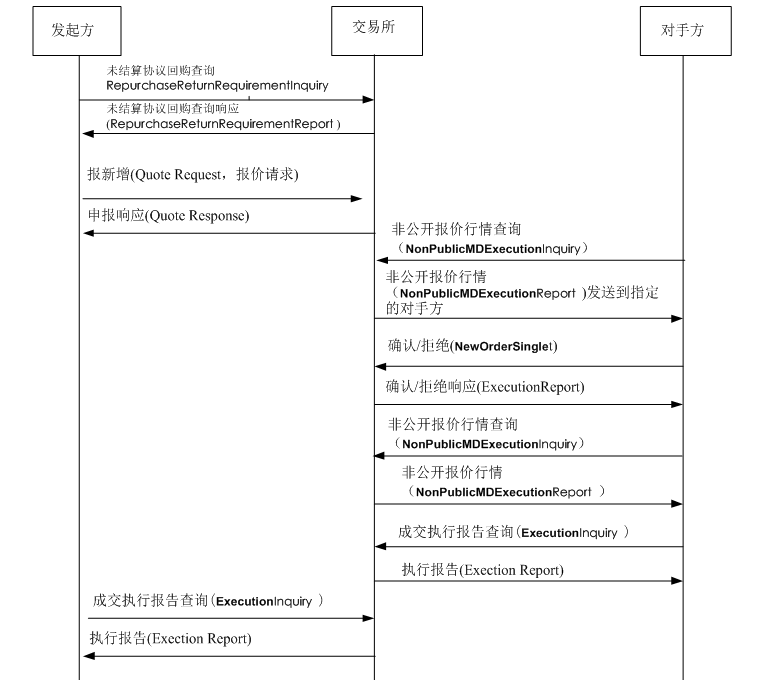 发起方
交易所
对手方
未结算协议回购查询
RepurchaseReturnRequirementInquiry
未结算协议回购查询响应
(RepurchaseReturnRequirementReport )
报新增(Quote Request，报价请求)
申报响应(Quote Response)
非公开报价行情查询
（NonPublicMDExecutionInquiry）
非公开报价行情
（NonPublicMDExecutionReport )发送到指定
的对手方
确认/拒绝(NewOrderSinglet)
确认/拒绝响应(ExecutionReport)
非公开报价行情查询
（NonPublicMDExecutionInquiry）
非公开报价行情
（NonPublicMDExecutionReport ）
成交执行报告查询(ExecutionInquiry ）
执行报告(Exection Report)
成交执行报告查询(ExecutionInquiry ）
执行报告(Exection Report)